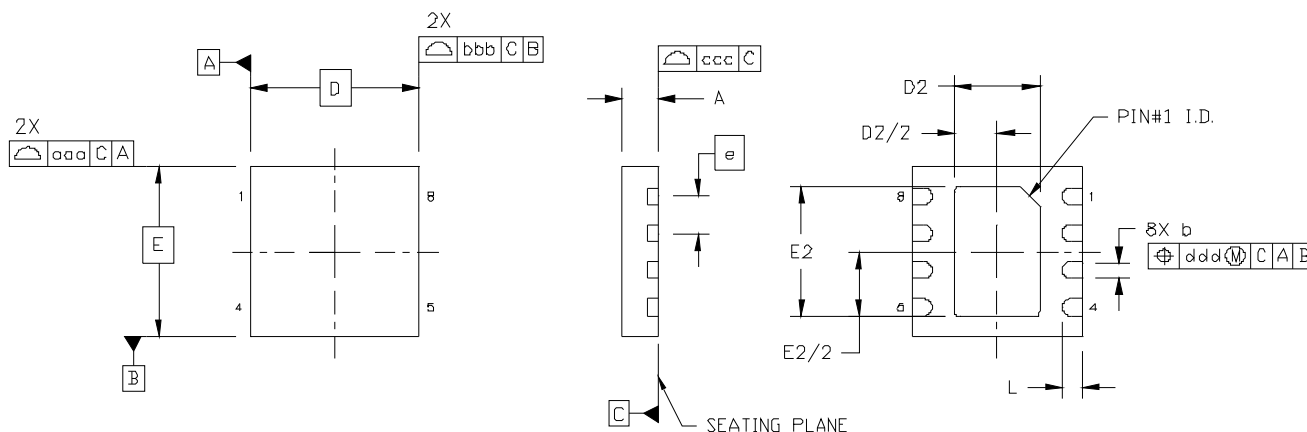 2X
bbb C B
A
D
ccc C
A
D2
D2/2
PIN#1 I.D.
2X
aaa C A
e
1
8
8
1
E
E2
8X b
ddd M C A B
4
5
5
4
E2/2
B
L
C
SEATING PLANE